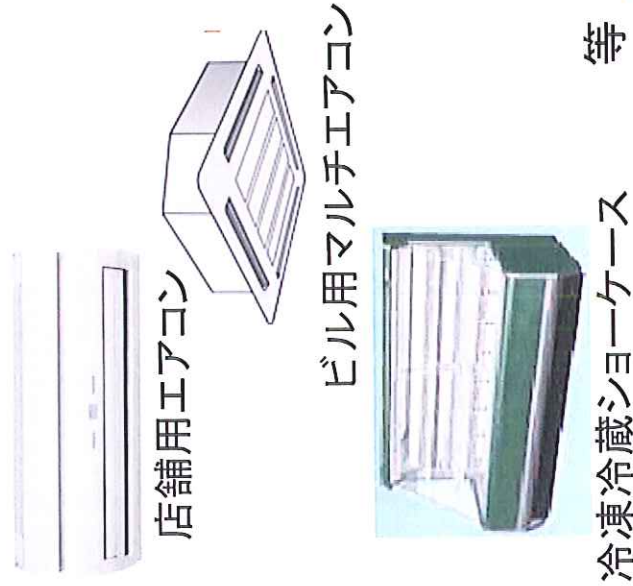 店舗用エアコン
ビル用マルチエアコン
冷凍冷蔵ショーケース
等